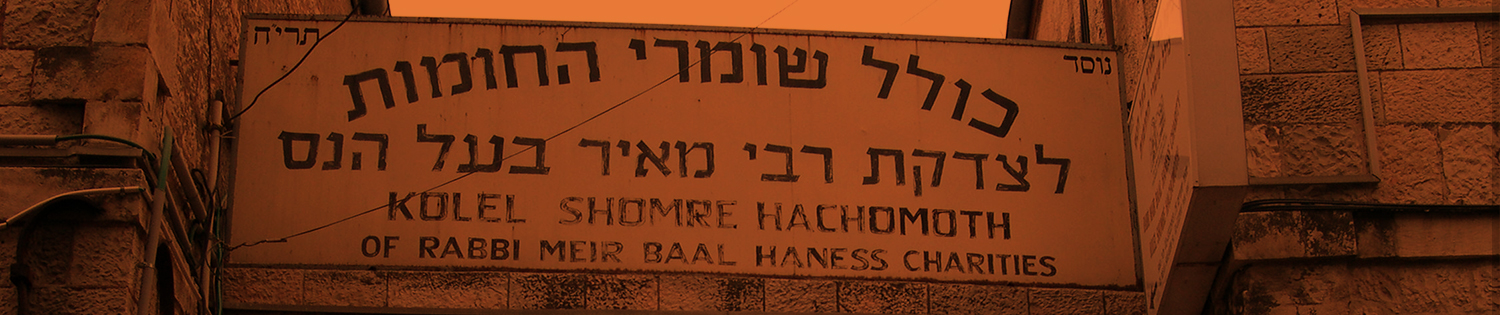 נוסד תרי״ח
כולל שומרי החומות
לצדקת רבי מאיר בעל הנס
KOLEL SHOMRE HACHOMOTH
OF RABBI MEIR BAAL HANESS CHARITIES